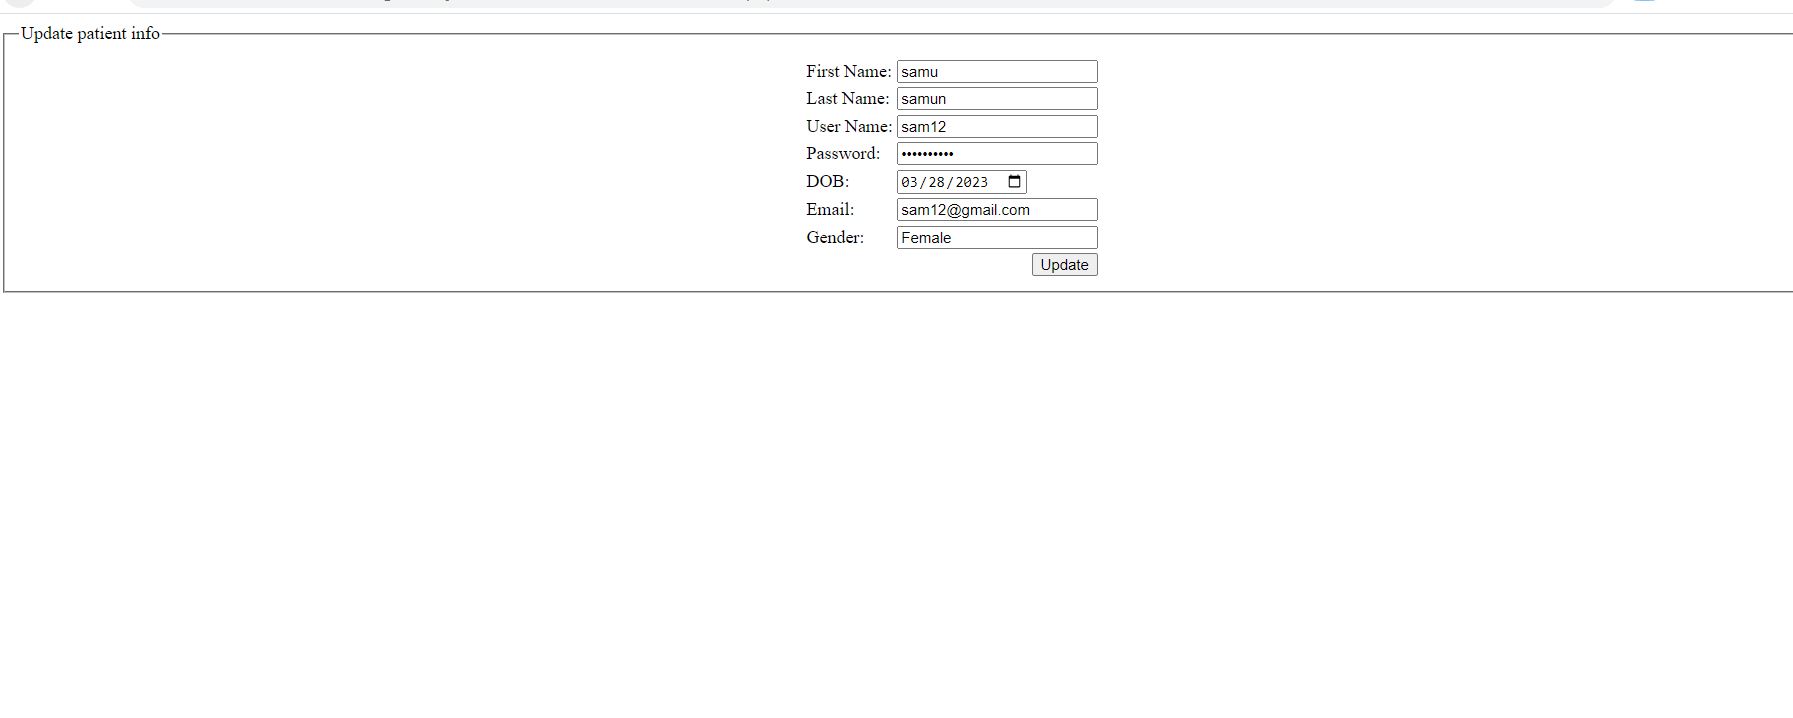 Update patient info
First Name: samu
Last Name: samun
User Name: sam12
Password: ••••••••••
DOB: 03/28/2023
Email: sam12@gmail.com
Gender: Female
Update